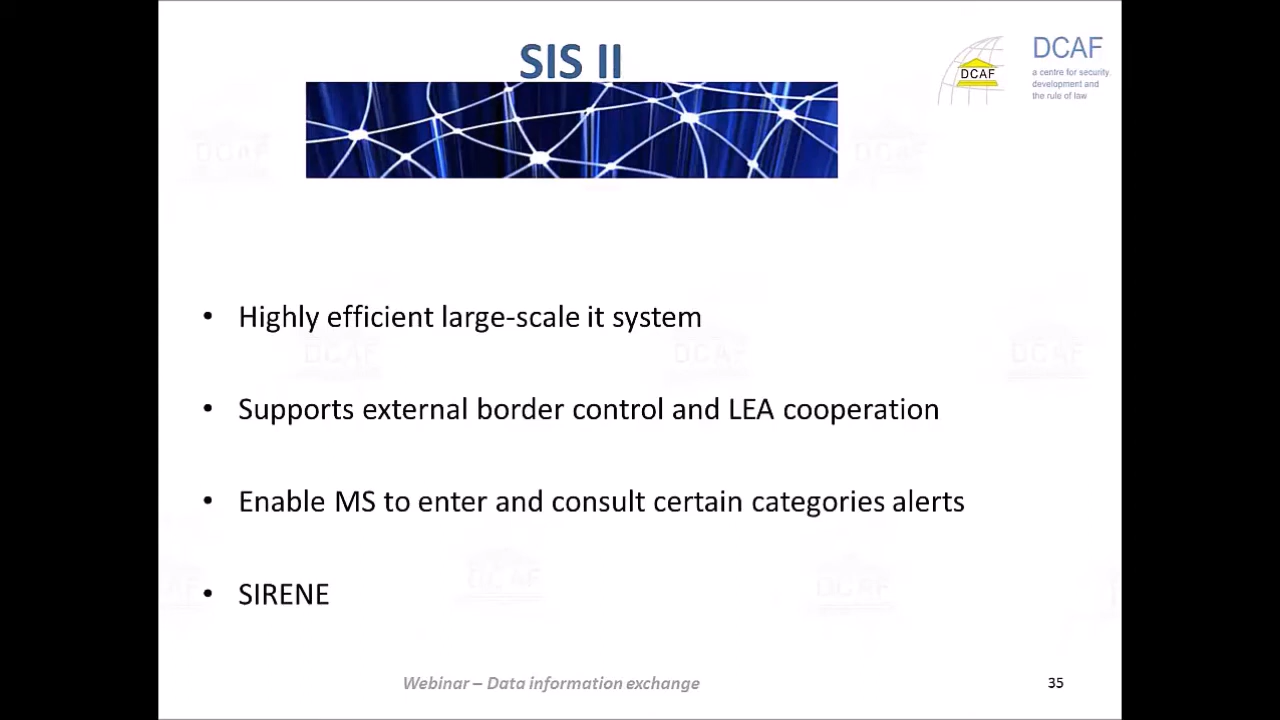 SIS II
DCAF
DCAF
a centre for security,
development and
the rule of law
• Highly efficient large-scale it system
• Supports external border control and LEA cooperation
• Enable MS to enter and consult certain categories alerts
• SIRENE
Webinar – Data information exchange
35